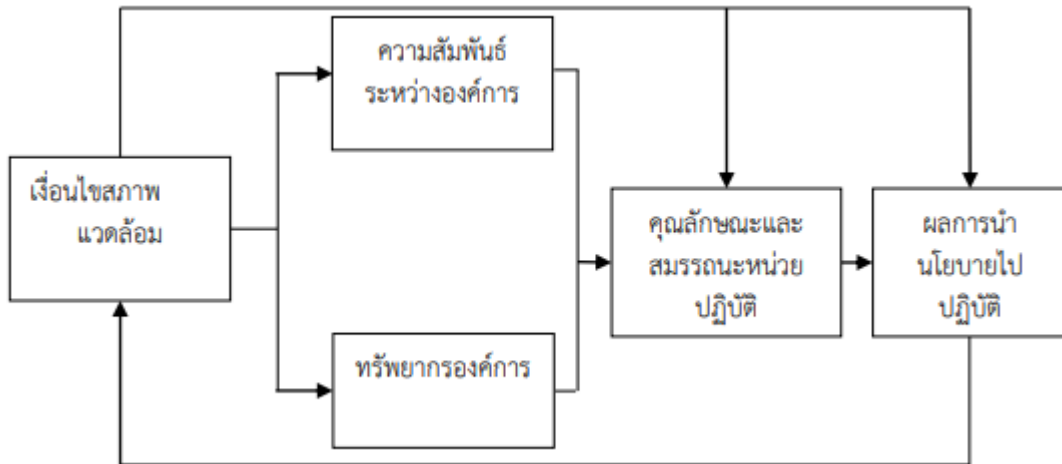 ความสัมพันธ์
ระหว่างองค์การ
เงื่อนไขสภาพ
แวดล้อม
คุณลักษณะและ
สมรรถนะหน่วย
ปฏิบัติ
ผลการนำ
นโยบายไป
ปฏิบัติ
ทรัพยากรองค์การ